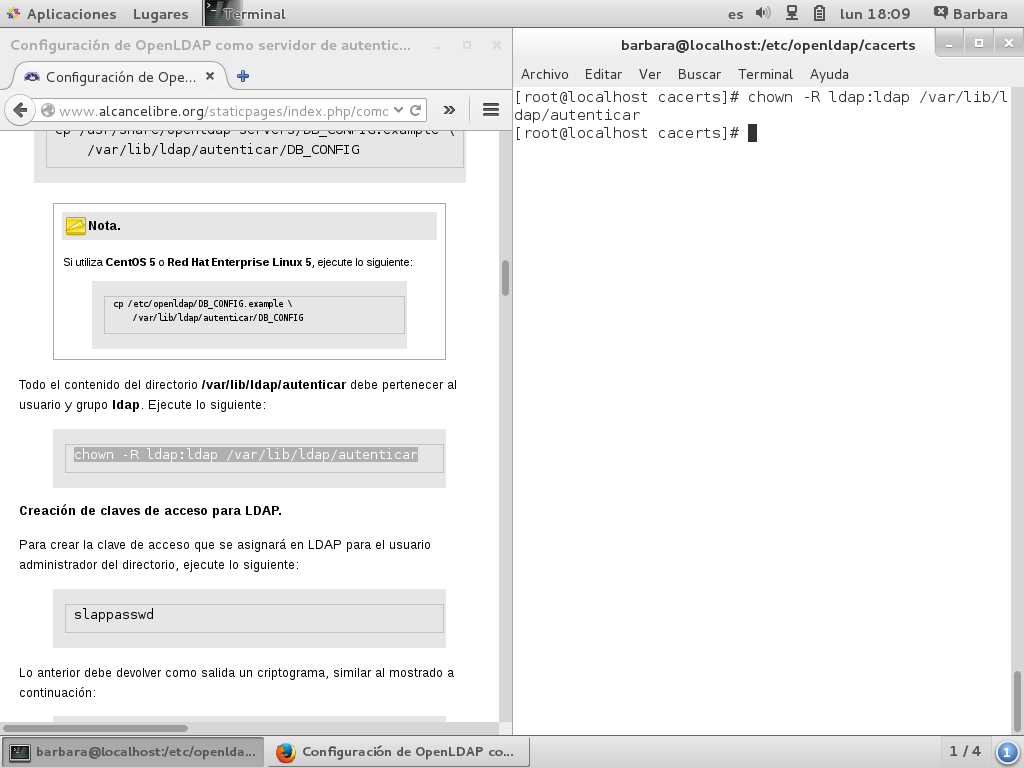 Aplicaciones Lugares Terminal es lun 18:09 Barbara
Configuración de OpenLDAP como servidor de autentic...
Configuración de Ope...
www.alcancelibre.org/staticpages/index.php/como
cp /usr/share/openldap-servers/DB_CONFIG.example \
/var/lib/ldap/autenticar/DB_CONFIG
Nota.
Si utiliza CentOS 5 o Red Hat Enterprise Linux 5, ejecute lo siguiente:
cp /etc/openldap/DB_CONFIG.example \
/var/lib/ldap/autenticar/DB_CONFIG
Todo el contenido del directorio /var/lib/ldap/autenticar debe pertenecer al
usuario y grupo ldap. Ejecute lo siguiente:
chown -R ldap:ldap /var/lib/ldap/autenticar
Creación de claves de acceso para LDAP.
Para crear la clave de acceso que se asignará en LDAP para el usuario
administrador del directorio, ejecute lo siguiente:
slappasswd
Lo anterior debe devolver como salida un criptograma, similar al mostrado a
continuación:
barbara@localhost:/etc/openldap/cacerts
Archivo Editar Ver Buscar Terminal Ayuda
[root@localhost cacerts]# chown -R ldap:ldap /var/lib/l
dap/autenticar
[root@localhost cacerts]#
barbara@localhost:/etc/openlda... Configuración de OpenLDAP co... 1 / 4 1